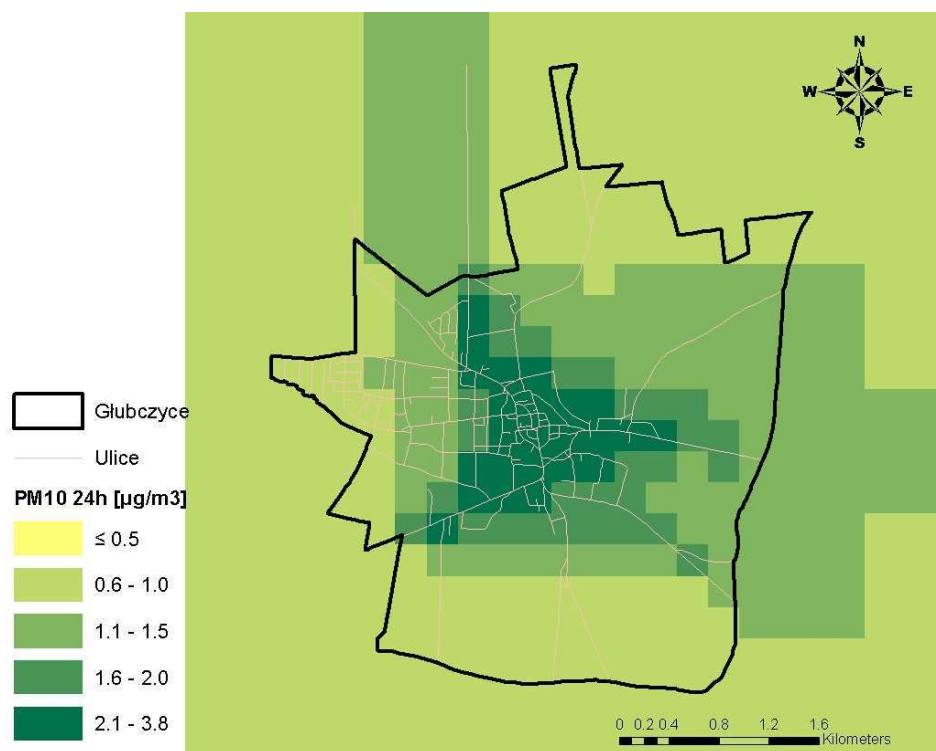 N
W E
S
Głubczyce
Ulice
PM10 24h [µg/m3]
≤ 0.5
0.6 - 1.0
1.1 - 1.5
1.6 - 2.0
2.1 - 3.8
0 0.2 0.4 0.8 1.2 1.6
Kilometers